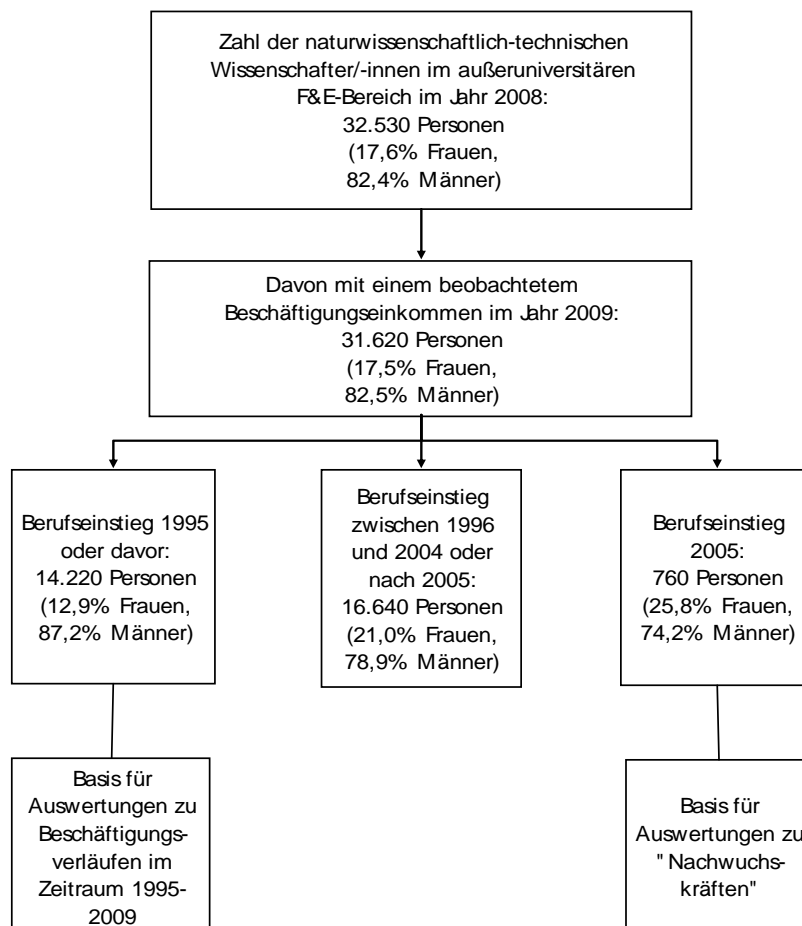 Zahl der naturwissenschaftlich-technischen
Wissenschafter/-innen im außeruniversitären
F&E-Bereich im Jahr 2008:
32.530 Personen
(17,6% Frauen,
82,4% Männer)
Davon mit einem beobachtetem
Beschäftigungseinkommen im Jahr 2009:
31.620 Personen
(17,5% Frauen,
82,5% Männer)
Berufseinstieg 1995
oder davor:
14.220 Personen
(12,9% Frauen,
87,2% Männer)
Berufseinstieg
zwischen 1996
und 2004 oder
nach 2005:
16.640 Personen
(21,0% Frauen,
78,9% Männer)
Berufseinstieg
2005:
760 Personen
(25,8% Frauen,
74,2% Männer)
Basis für
Auswertungen zu
Beschäftigungs-
verläufen im
Zeitraum 1995-
2009
Basis für
Auswertungen zu
"Nachwuchs-
kräften"